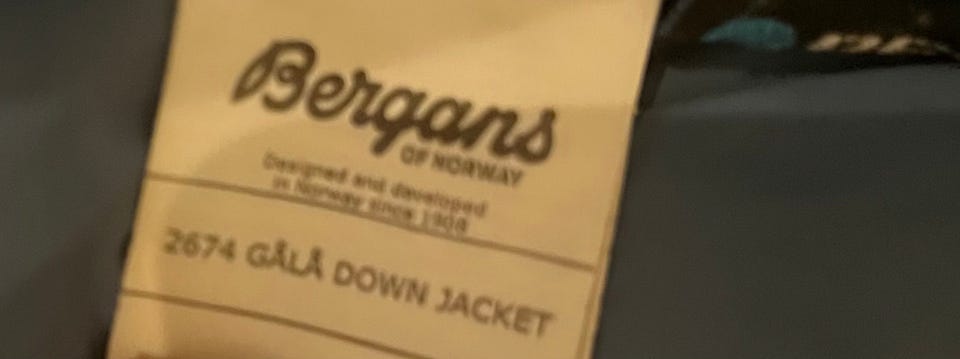 Bergans
OF NORWAY
Designed and developed
in Norway since 1908
2674 GÅLÅ DOWN JACKET